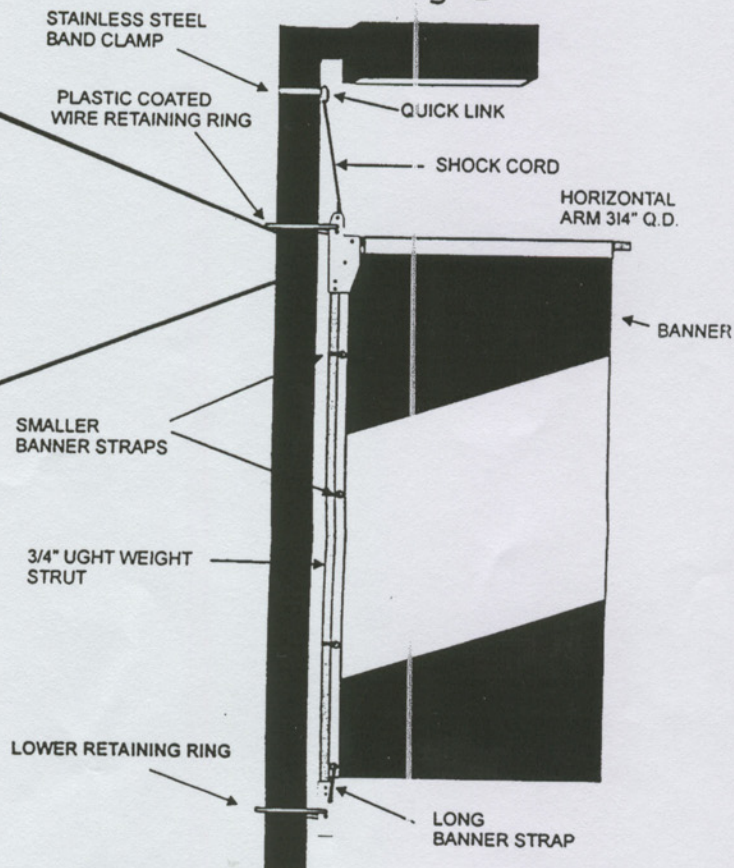 STAINLESS STEEL
BAND CLAMP
PLASTIC COATED
WIRE RETAINING RING
QUICK LINK
SHOCK CORD
HORIZONTAL
ARM 3I4" Q.D.
BANNER
SMALLER
BANNER STRAPS
3/4" UGHT WEIGHT
STRUT
LOWER RETAINING RING
LONG
BANNER STRAP